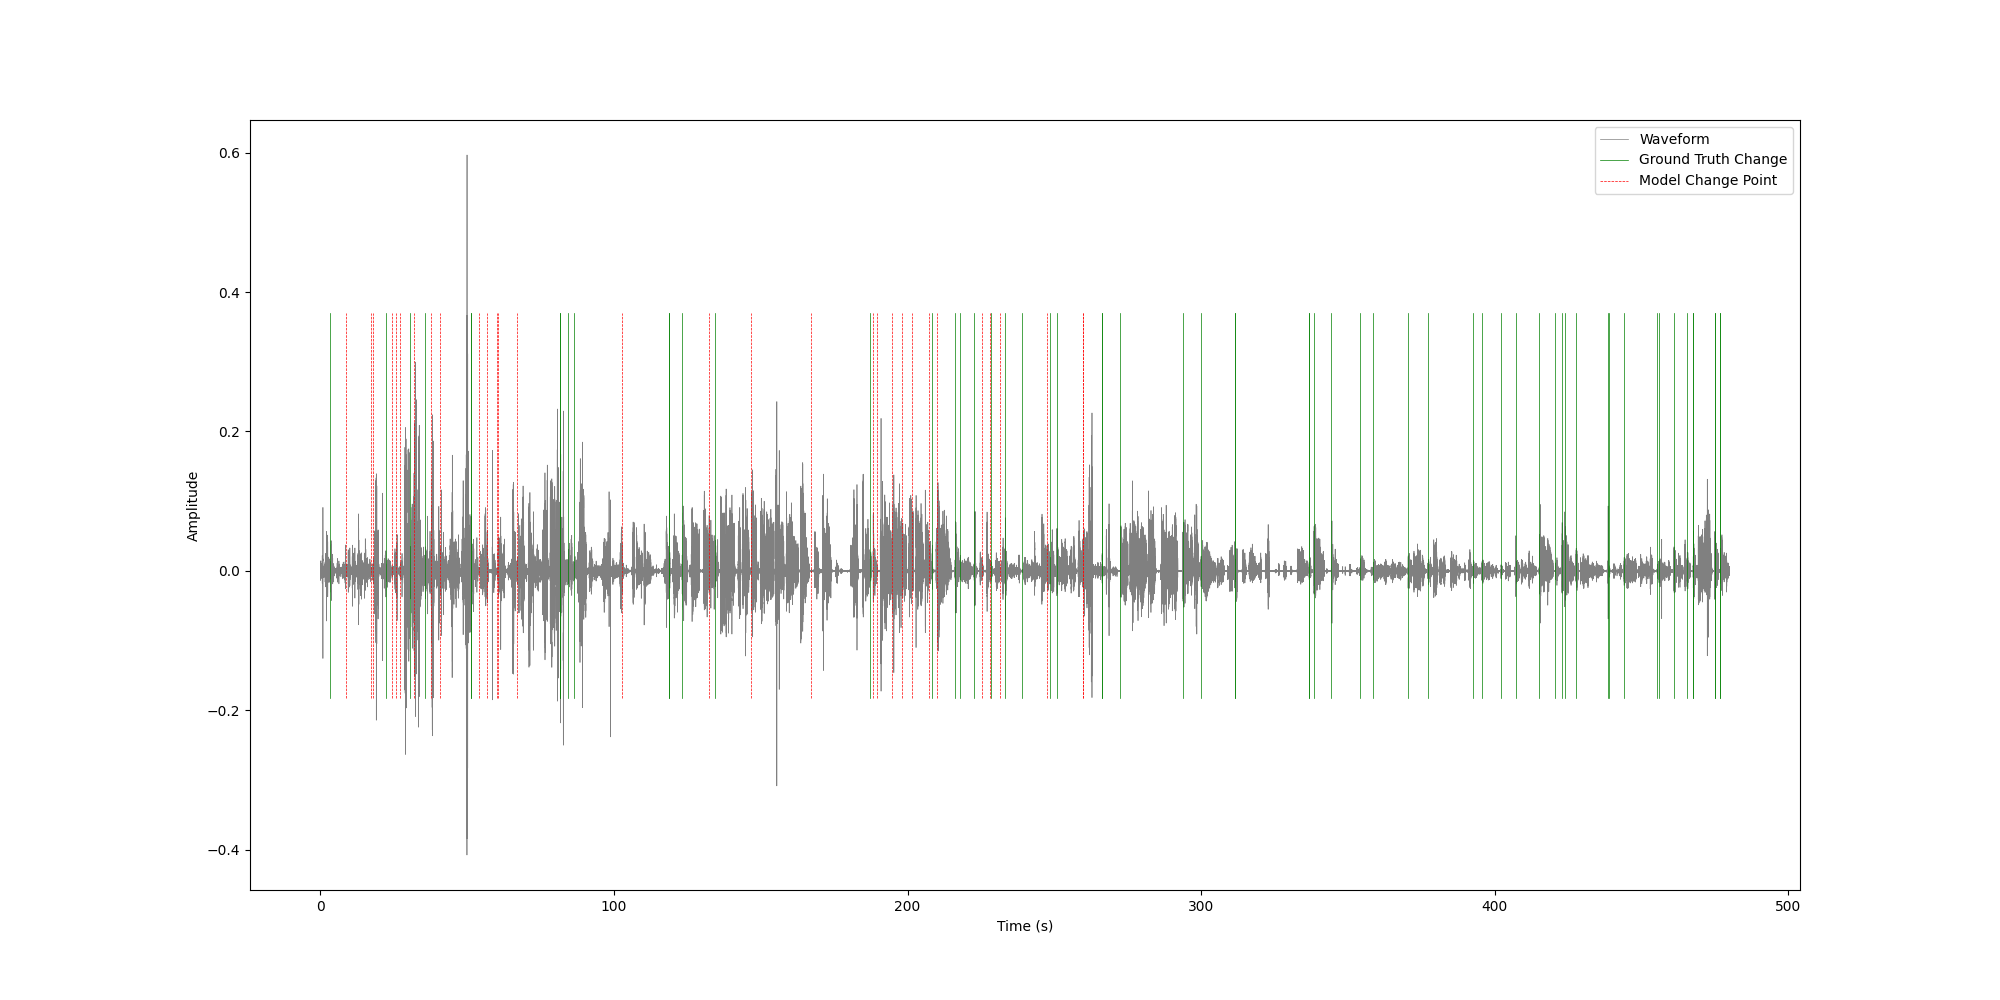 Waveform
Ground Truth Change
Model Change Point
0.6
0.4
0.2
0.0
−0.2
−0.4
Amplitude
0 100 200 300 400 500
Time (s)